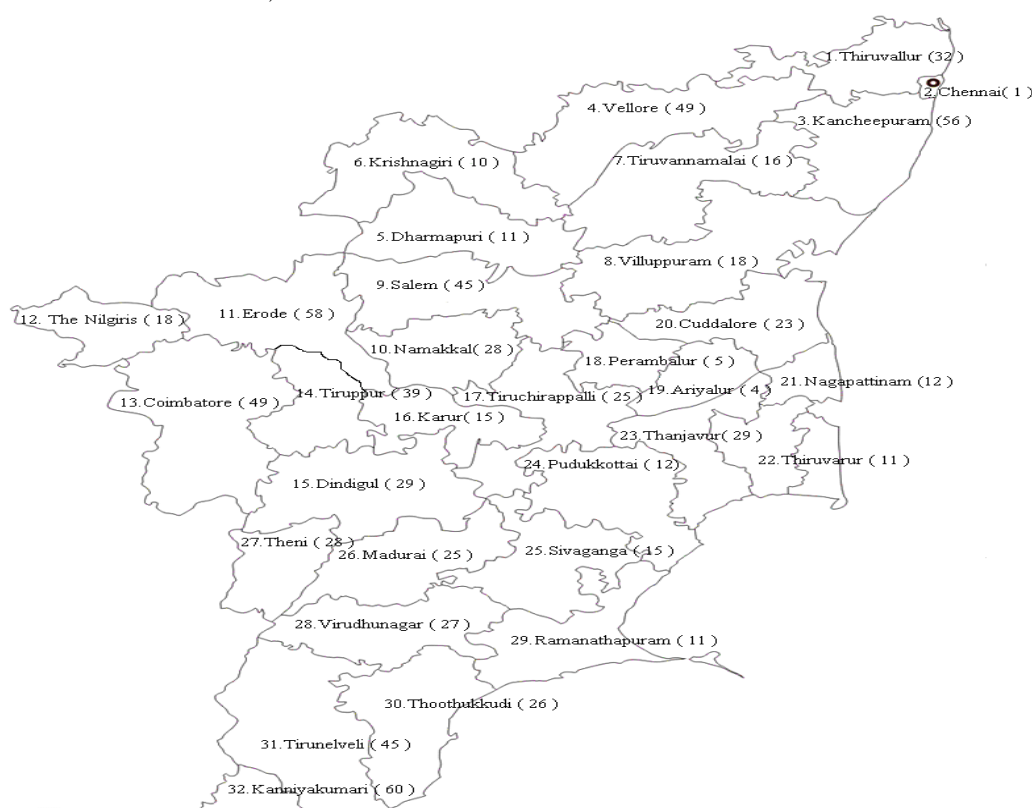 1.Thiruvallur (32 )
2.Chennai( 1 )
3.Kancheepuram (56 )
4.Vellore ( 49 )
7.Tiruvannamalai ( 16 )
6.Krishnagiri ( 10 )
5.Dharmapuri ( 11 )
8.Villuppuram ( 18 )
9.Salem ( 45 )
12. The Nilgiris ( 18 )
11.Erode ( 58 )
20.Cuddalore ( 23 )
10.Namakkal( 28 )
18.Perambalur ( 5 )
21.Nagapattinam (12 )
19.Ariyalur ( 4 )
17.Tiruchirappalli ( 25 )
14.Tiruppur ( 39 )
13.Coimbatore ( 49 )
16.Karur( 15 )
23.Thanjavur( 29 )
22.Thiruvarur ( 11 )
24.Pudukkottai ( 12 )
15.Dindigul ( 29 )
27.Theni ( 28 )
26.Madurai ( 25 )
25.Sivaganga ( 15 )
28.Virudhunagar ( 27 )
29.Ramanathapuram ( 11 )
30.Thoothukkudi ( 26 )
31.Tirunelveli ( 45 )
32.Kanniyakumari ( 60 )